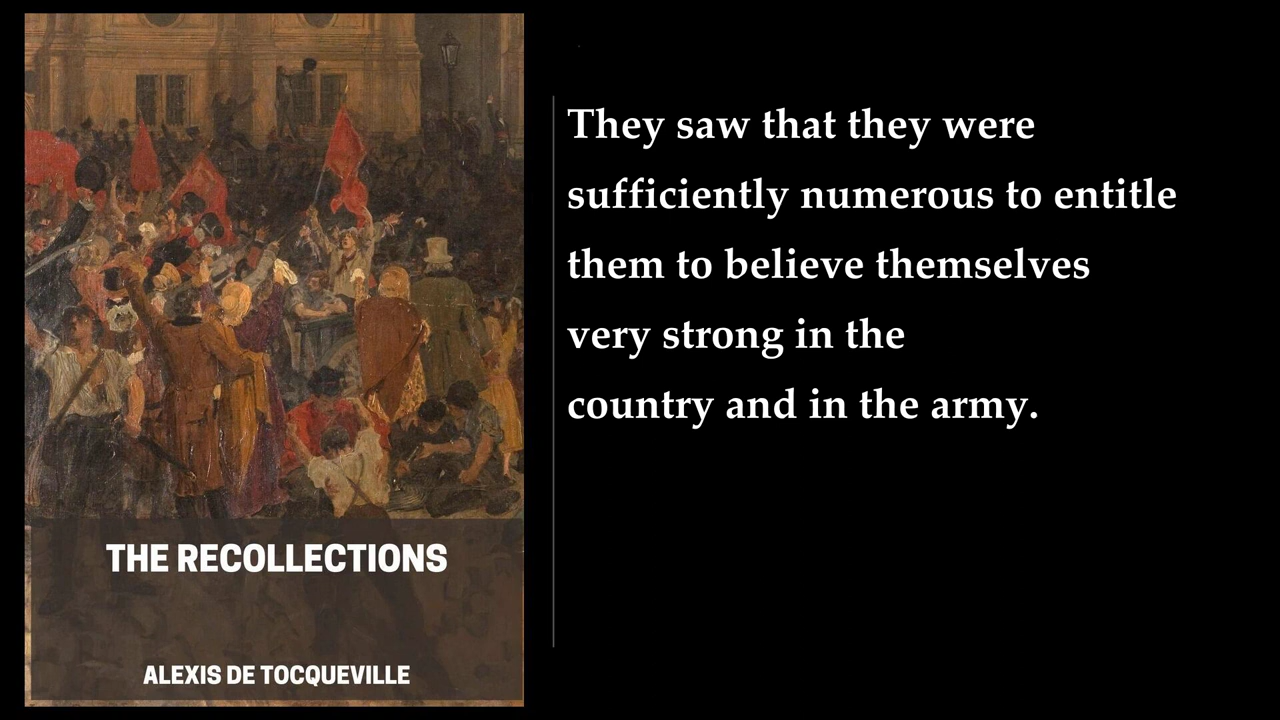 THE RECOLLECTIONS
ALEXIS DE TOCQUEVILLE
They saw that they were
sufficiently numerous to entitle
them to believe themselves
very strong in the
country and in the army.